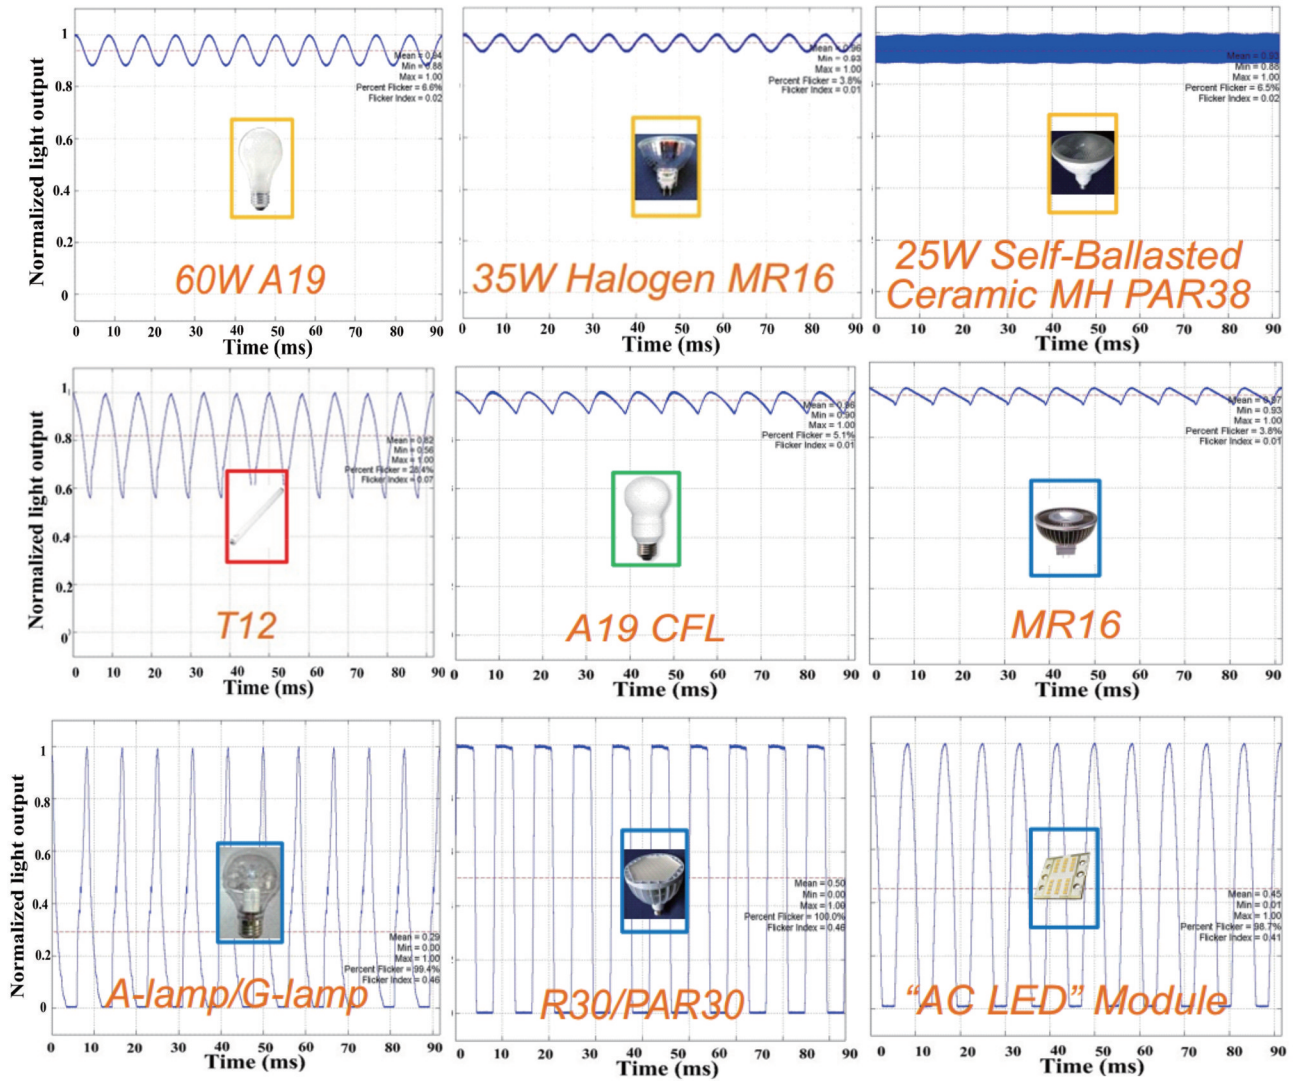 Normalized light output
1
0.8
0.6
0.4
0.2
0
Mean = 0.94
Min = 0.88
Max = 1.00
Percent Flicker = 6.6%
Flicker Index = 0.02
60W A19
0 10 20 30 40 50 60 70 80 90
Time (ms)
Mean = 0.96
Min = 0.93
Max = 1.00
Percent Flicker = 3.8%
Flicker Index = 0.01
35W Halogen MR16
0 10 20 30 40 50 60 70 80 90
Time (ms)
Min = 0.88
Max = 1.00
Percent Flicker = 6.5%
Flicker Index = 0.02
25W Self-Ballasted
Ceramic MH PAR38
0 10 20 30 40 50 60 70 80 90
Time (ms)
Normalized light output
1
0.8
0.6
0.4
0.2
0
Mean = 0.82
Min = 0.56
Max = 1.00
Percent Flicker = 28.4%
Flicker Index = 0.07
T12
0 10 20 30 40 50 60 70 80 90
Time (ms)
Mean = 0.96
Min = 0.90
Max = 1.00
Percent Flicker = 5.1%
Flicker Index = 0.01
A19 CFL
0 10 20 30 40 50 60 70 80 90
Time (ms)
Mean = 0.97
Min = 0.93
Max = 1.00
Percent Flicker = 3.8%
Flicker Index = 0.01
MR16
0 10 20 30 40 50 60 70 80 90
Time (ms)
Normalized light output
1
0.8
0.6
0.4
0.2
0
Mean = 0.29
Min = 0.00
Max = 1.00
Percent Flicker = 99.4%
Flicker Index = 0.46
A-lamp/G-lamp
0 10 20 30 40 50 60 70 80 90
Time (ms)
Mean = 0.50
Min = 0.00
Max = 1.00
Percent Flicker = 100.0%
Flicker Index = 0.46
R30/PAR30
0 10 20 30 40 50 60 70 80 90
Time (ms)
Mean = 0.45
Min = 0.01
Max = 1.00
Percent Flicker = 98.7%
Flicker Index = 0.41
“AC LED” Module
0 10 20 30 40 50 60 70 80 90
Time (ms)